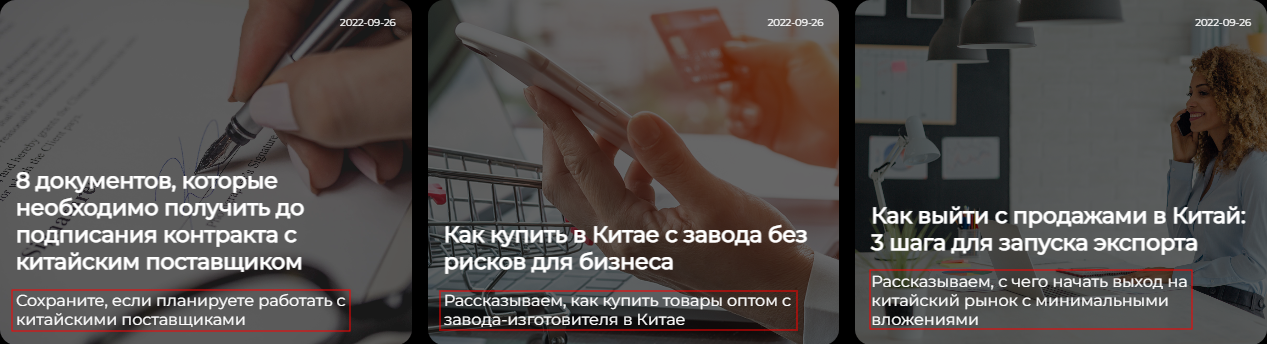 2022-09-26
8 документов, которые
необходимо получить до
подписания контракта с
китайским поставщиком
Сохраните, если планируете работать с
китайскими поставщиками
2022-09-26
Как купить в Китае с завода без
рисков для бизнеса
Рассказываем, как купить товары оптом с
завода-изготовителя в Китае
2022-09-26
Как выйти с продажами в Китай:
3 шага для запуска экспорта
Рассказываем, с чего начать выход на
китайский рынок с минимальными
вложениями